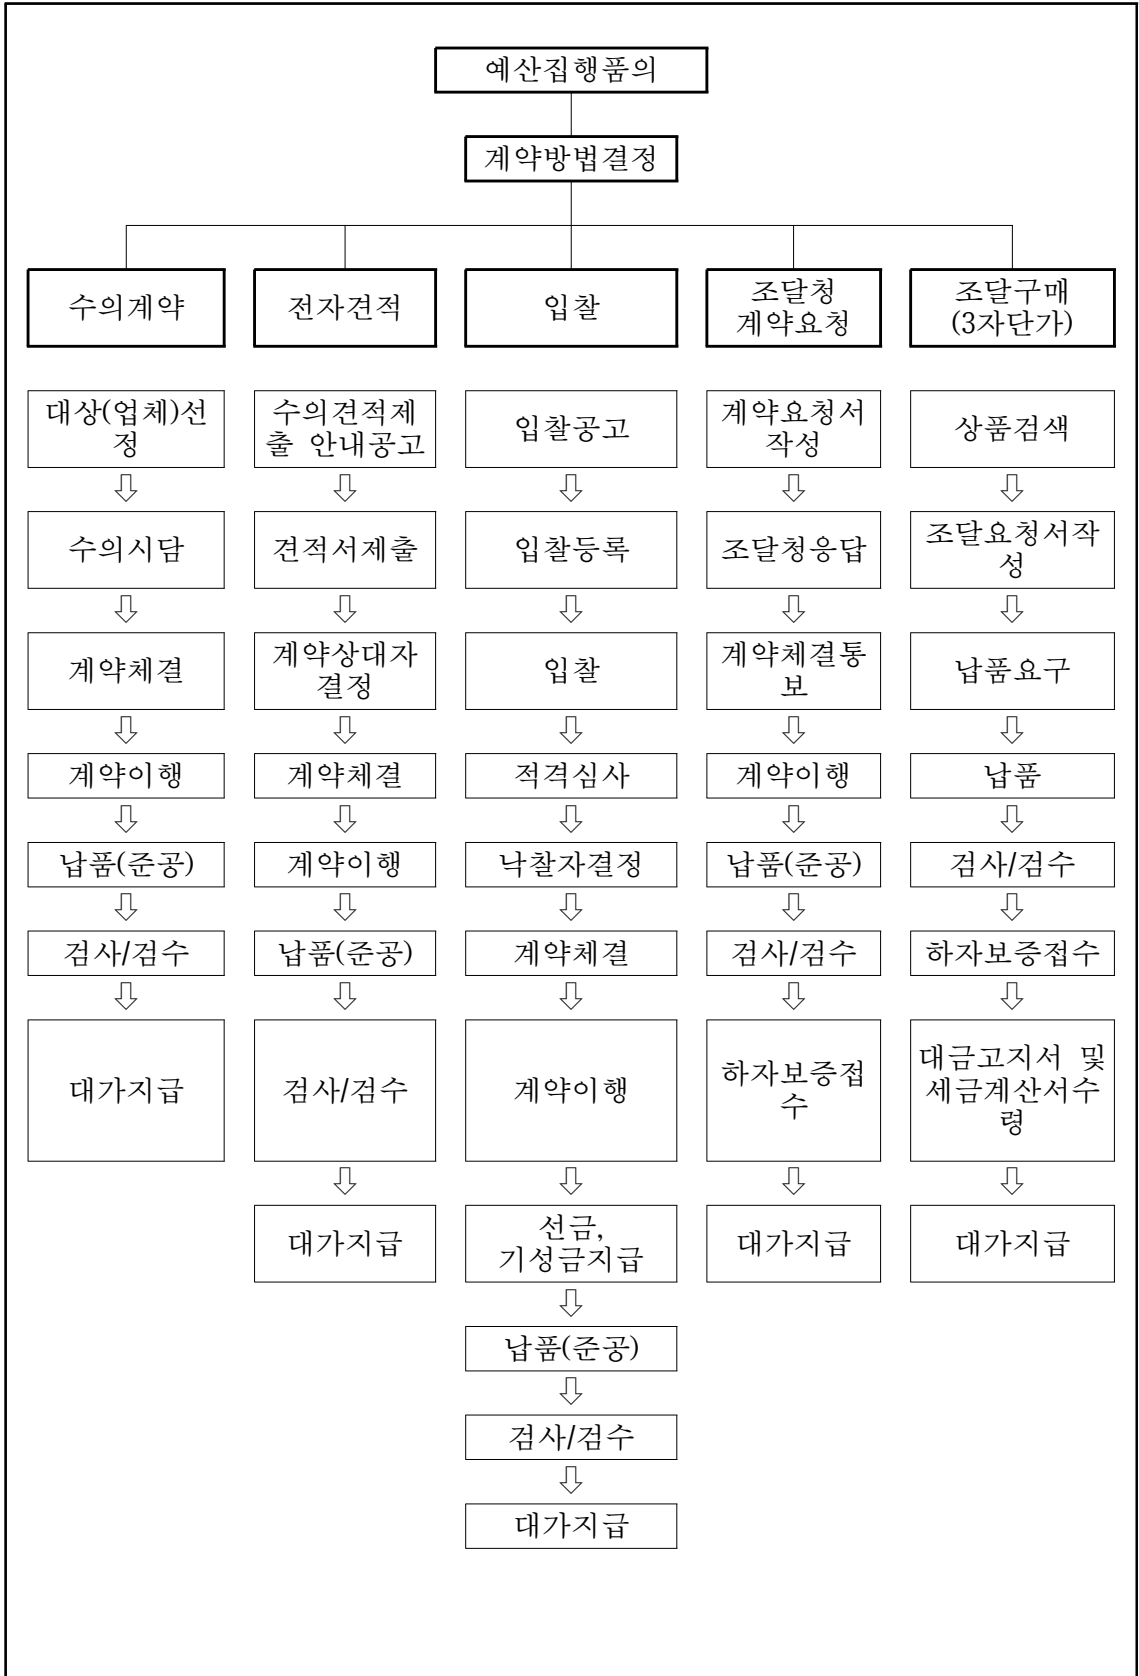 예산집행품의
계약방법결정
수의계약
전자견적
입찰
조달청
계약요청
조달구매
(3자단가)
대상(업체)선
정
수의견적제
출 안내공고
입찰공고
계약요청서
작성
상품검색
수의시담
견적서제출
입찰등록
조달청응답
조달요청서작
성
계약체결
계약상대자
결정
입찰
계약체결통
보
납품요구
계약이행
계약체결
적격심사
계약이행
납품
납품(준공)
계약이행
낙찰자결정
납품(준공)
검사/검수
검사/검수
납품(준공)
계약체결
검사/검수
하자보증접수
대가지급
검사/검수
계약이행
하자보증접
수
대금고지서 및
세금계산서수
령
대가지급
선금,
기성금지급
대가지급
대가지급
납품(준공)
검사/검수
대가지급